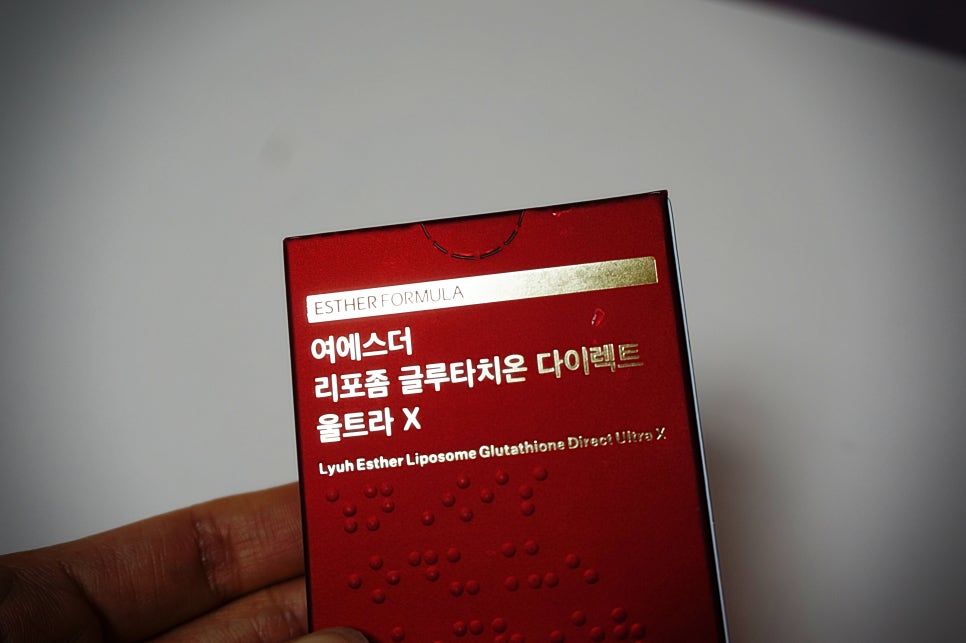 ESTHER FORMULA
여에스더
리포좀 글루타치온 다이렉트
울트라 X
Lyuh Esther Liposome Glutathione Direct Ultra X